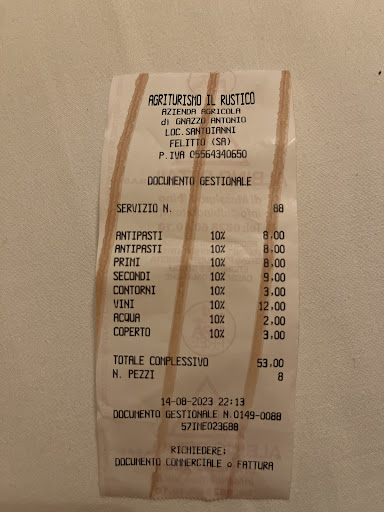 AGRITURISMO IL RUSTICO
AZIENDA AGRICOLA
di GNAZZO ANTONIO
LOC.SANTOIANNI
FELITTO (SA)
P.IVA 05564340650
DOCUMENTO GESTIONALE
SERVIZIO N. 88
ANTIPASTI 10% 8,00
ANTIPASTI 10% 8,00
PRIMI 10% 8,00
SECONDI 10% 9,00
CONTORNI 10% 3,00
VINI 10% 12,00
ACQUA 10% 2,00
COPERTO 10% 3,00
TOTALE COMPLESSIVO 53,00
N. PEZZI 8
14-08-2023 22:13
DOCUMENTO GESTIONALE N.0149-0088
57IME023688
RICHIEDERE:
DOCUMENTO COMMERCIALE o FATTURA